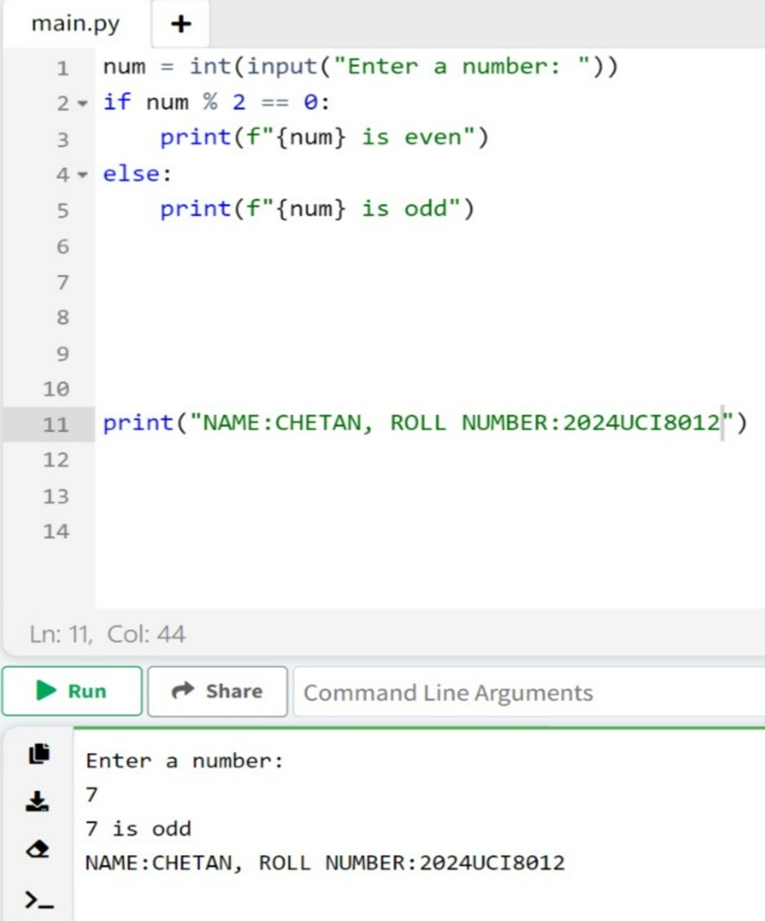 main.py +
1 num = int(input("Enter a number: "))
2 if num % 2 == 0:
3     print(f"{num} is even")
4 else:
5     print(f"{num} is odd")
6
7
8
9
10
11 print("NAME:CHETAN, ROLL NUMBER:2024UCI8012")
12
13
14
Ln: 11, Col: 44
Run Share Command Line Arguments
Enter a number:
7
7 is odd
NAME:CHETAN, ROLL NUMBER:2024UCI8012